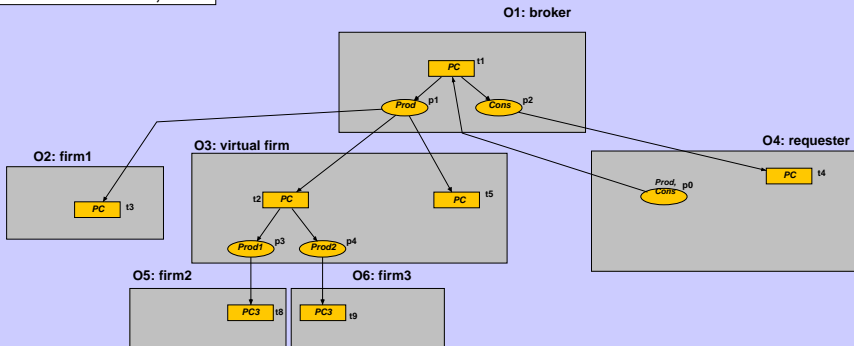 O1: broker
PC t1
Prod p1
Cons p2
O4: requester
O3: virtual firm
O2: firm1
PC t4
Prod,
Cons p0
t2 PC
PC t5
PC t3
Prod1 p3
Prod2 p4
O5: firm2
O6: firm3
PC3 t8
PC3 t9